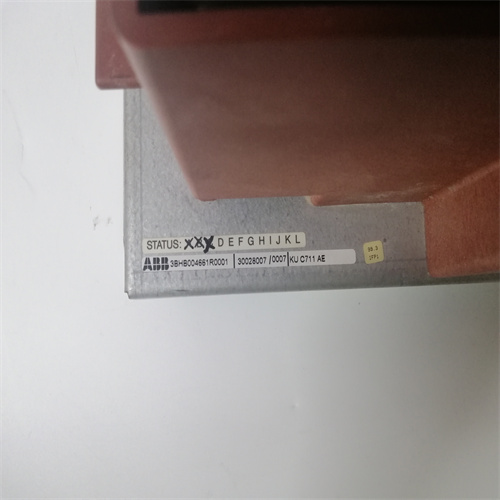 STATUS: XXX D E F G H I J K L
ABB 3BHB004661R0001 30028007 /0007 KU C711 AE